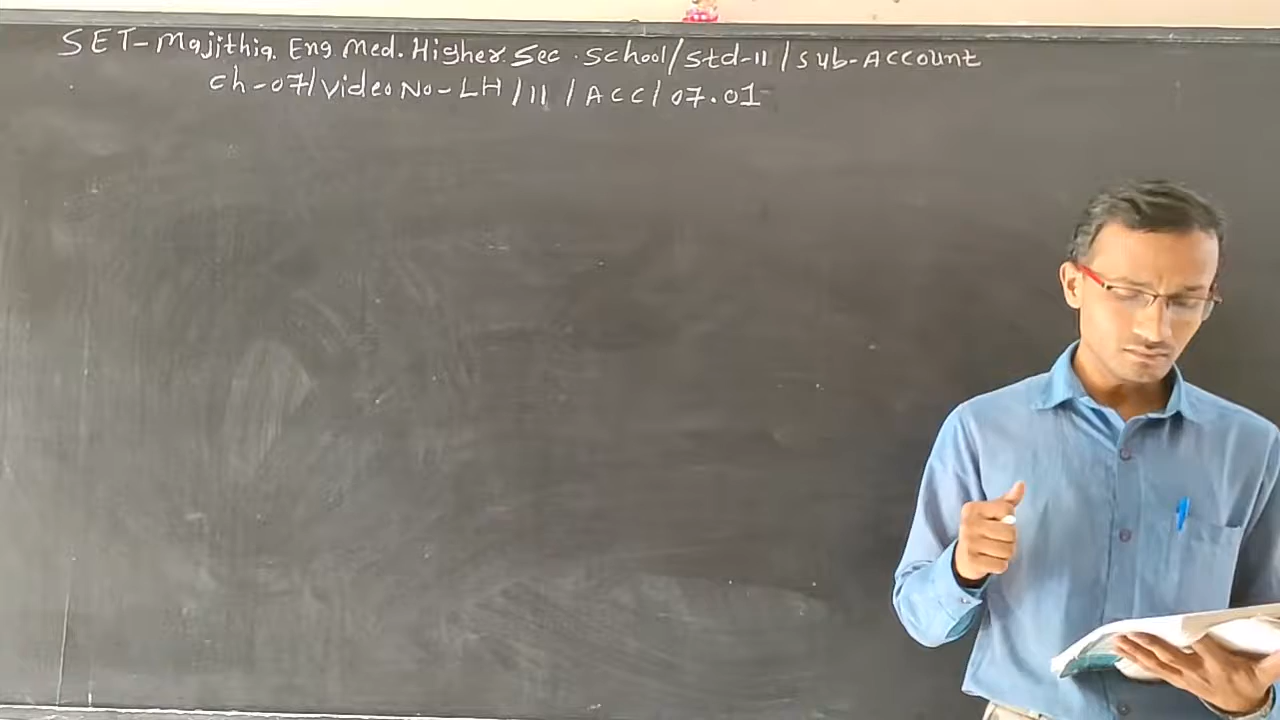 SET-Majithia. Eng Med. Higher Sec. School/Std-11/Sub-Account
Ch-07/Video No-LH/11/ACC/07.01